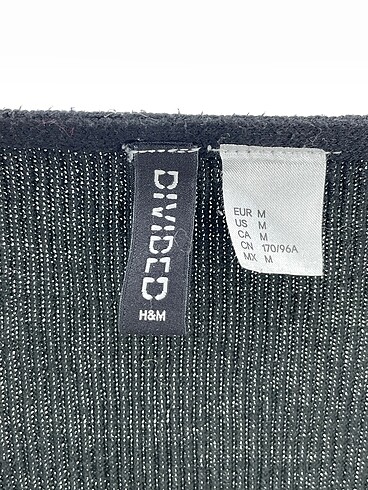 DIVIDED
H&M
EUR M
US M
CA M
CN 170/96A
MX M